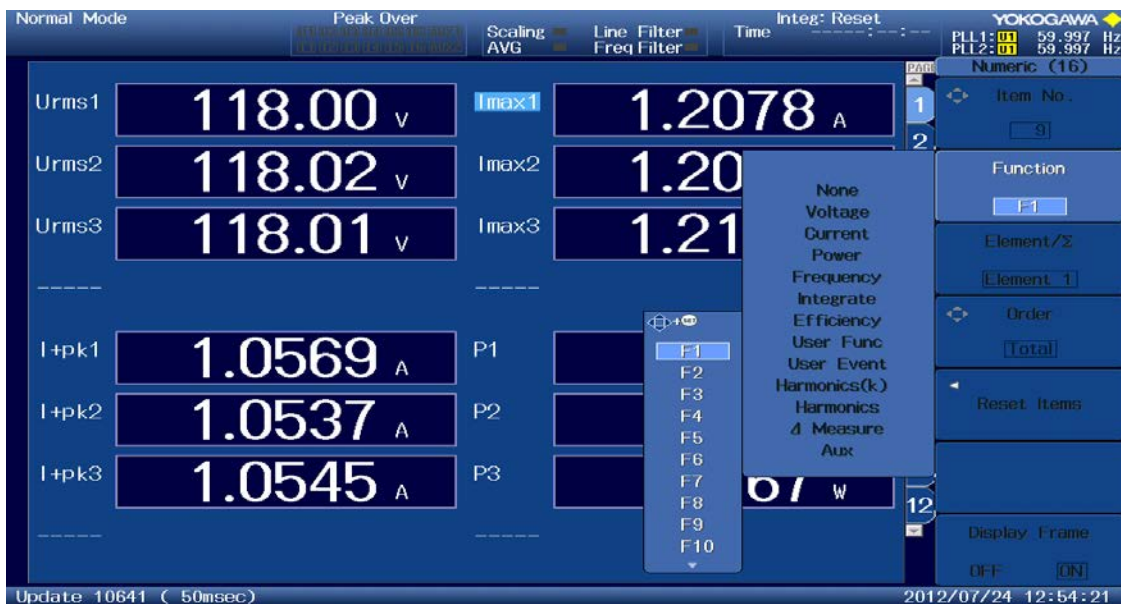 Normal Mode
Peak Over
Scaling
AVG
Line Filter
Freq Filter
Integ: Reset
Time -----:--:--
YOKOGAWA
PLL1: U1 59.997 Hz
PLL2: U1 59.997 Hz
Urms1 118.00 V
Imax1 1.2078 A
Urms2 118.02 V
Imax2 1.20
Urms3 118.01 V
Imax3 1.21
-----
-----
I+pk1 1.0569 A
P1
I+pk2 1.0537 A
P2
I+pk3 1.0545 A
P3 67 W
-----
-----
PAGE
1
2
12
SET
F1
F2
F3
F4
F5
F6
F7
F8
F9
F10
None
Voltage
Current
Power
Frequency
Integrate
Efficiency
User Func
User Event
Harmonics(k)
Harmonics
Δ Measure
Aux
Numeric (16)
Item No.
9
Function
F1
Element/Σ
Element 1
Order
Total
Reset Items
Display Frame
OFF ON
Update 10641 ( 50msec)
2012/07/24 12:54:21